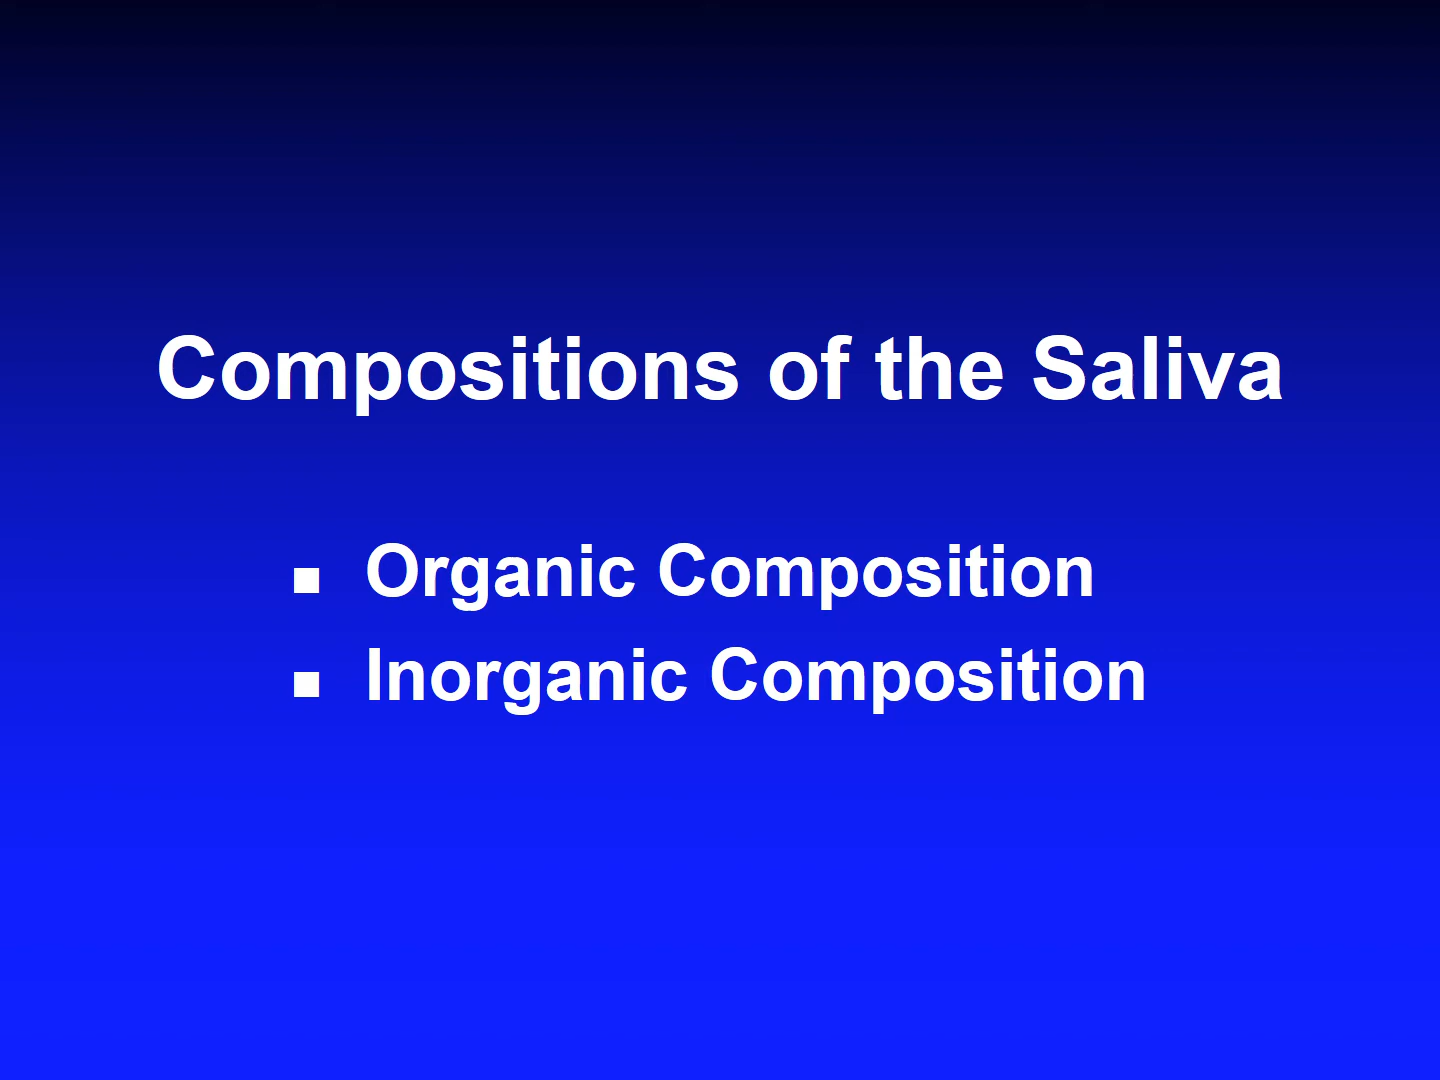 Compositions of the Saliva
■ Organic Composition
■ Inorganic Composition